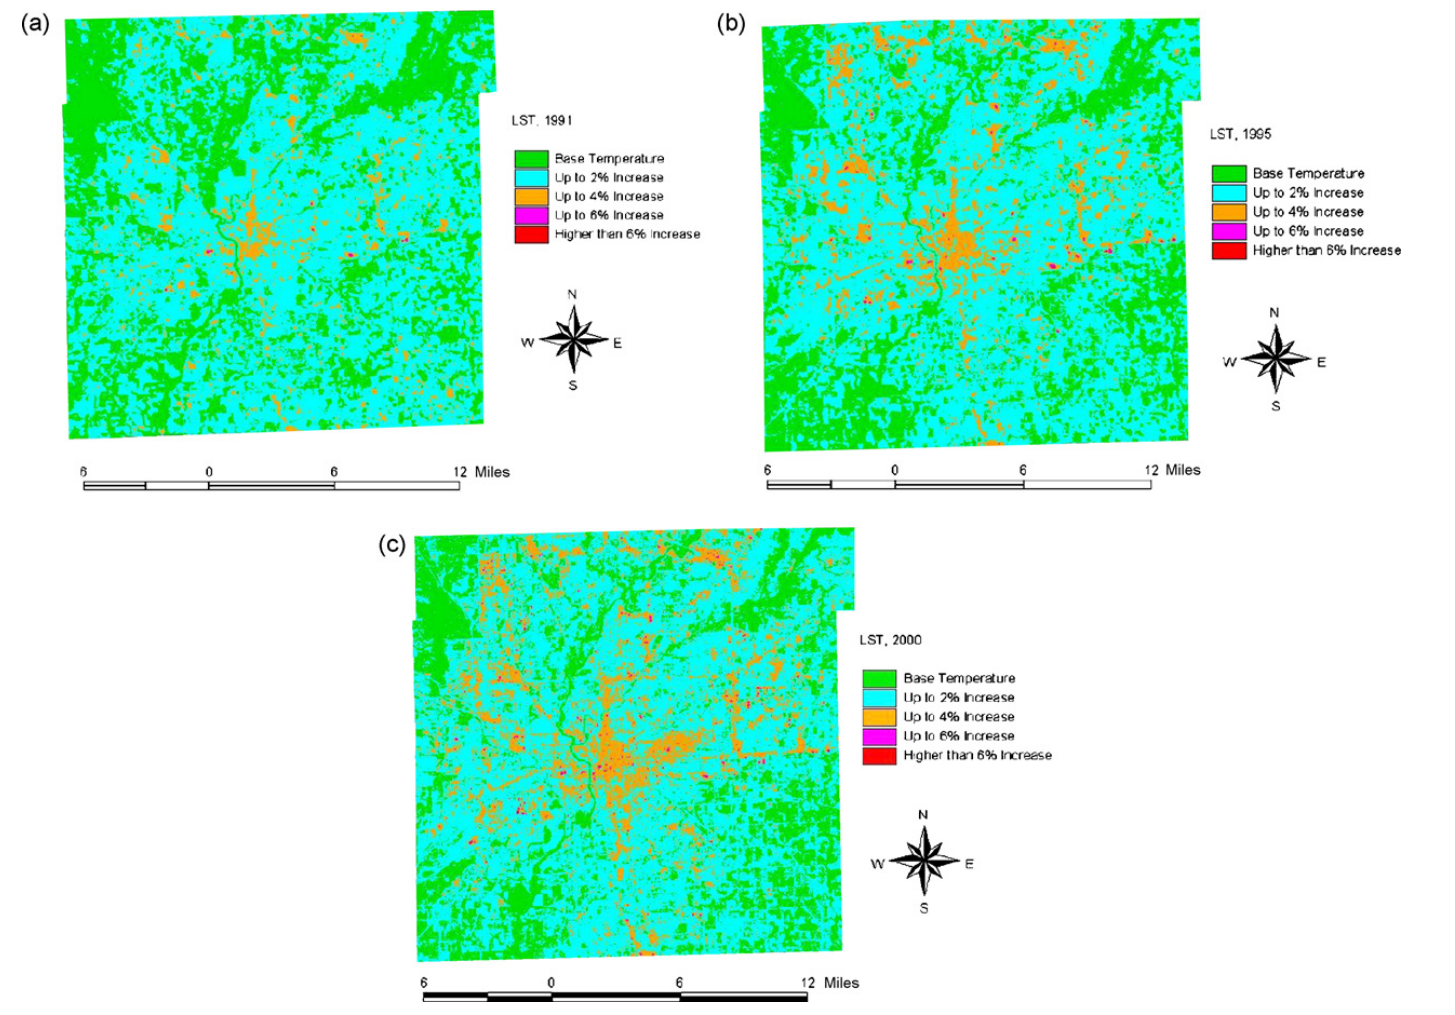 (a)
LST, 1991
Base Temperature
Up to 2% Increase
Up to 4% Increase
Up to 6% Increase
Higher than 6% Increase
N
W E
S
6 0 6 12 Miles
(b)
LST, 1995
Base Temperature
Up to 2% Increase
Up to 4% Increase
Up to 6% Increase
Higher than 6% Increase
N
W E
S
6 0 6 12 Miles
(c)
LST, 2000
Base Temperature
Up to 2% Increase
Up to 4% Increase
Up to 6% Increase
Higher than 6% Increase
N
W E
S
6 0 6 12 Miles